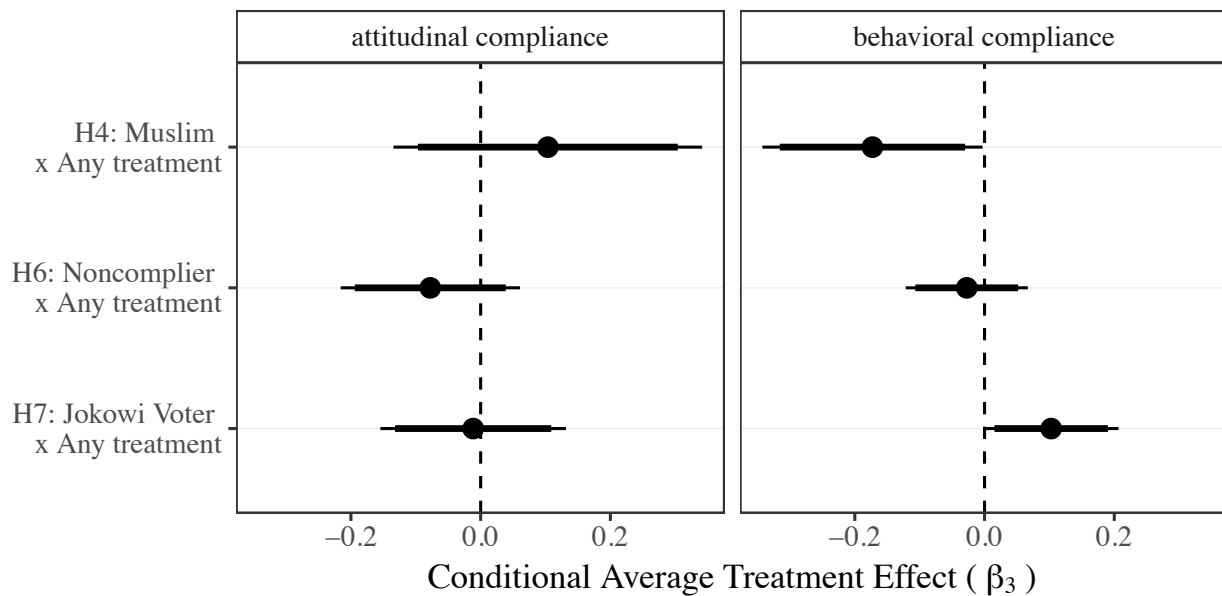 attitudinal compliance
behavioral compliance
H4: Muslim
x Any treatment
H6: Noncomplier
x Any treatment
H7: Jokowi Voter
x Any treatment
−0.2 0.0 0.2
−0.2 0.0 0.2
Conditional Average Treatment Effect ( β₃ )